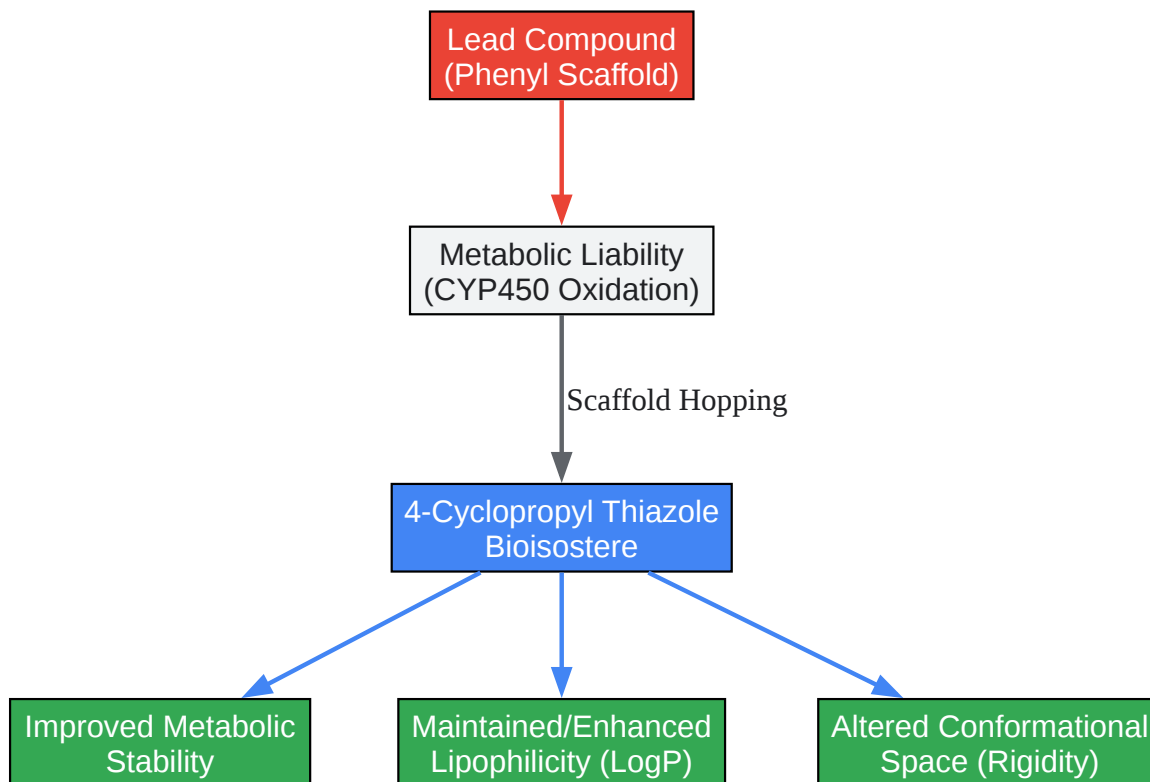 Lead Compound
(Phenyl Scaffold)
Metabolic Liability
(CYP450 Oxidation)
Scaffold Hopping
4-Cyclopropyl Thiazole
Bioisostere
Improved Metabolic
Stability
Maintained/Enhanced
Lipophilicity (LogP)
Altered Conformational
Space (Rigidity)